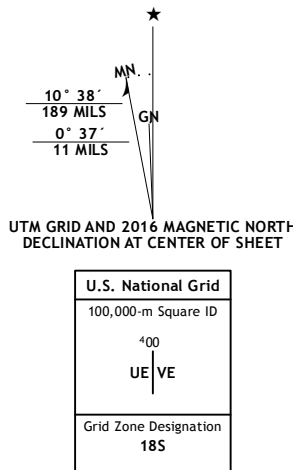 ★
MN
10° 38´
189 MILS
GN
0° 37´
11 MILS
UTM GRID AND 2016 MAGNETIC NORTH
DECLINATION AT CENTER OF SHEET
U.S. National Grid
100,000-m Square ID
⁴00
UE VE
Grid Zone Designation
18S